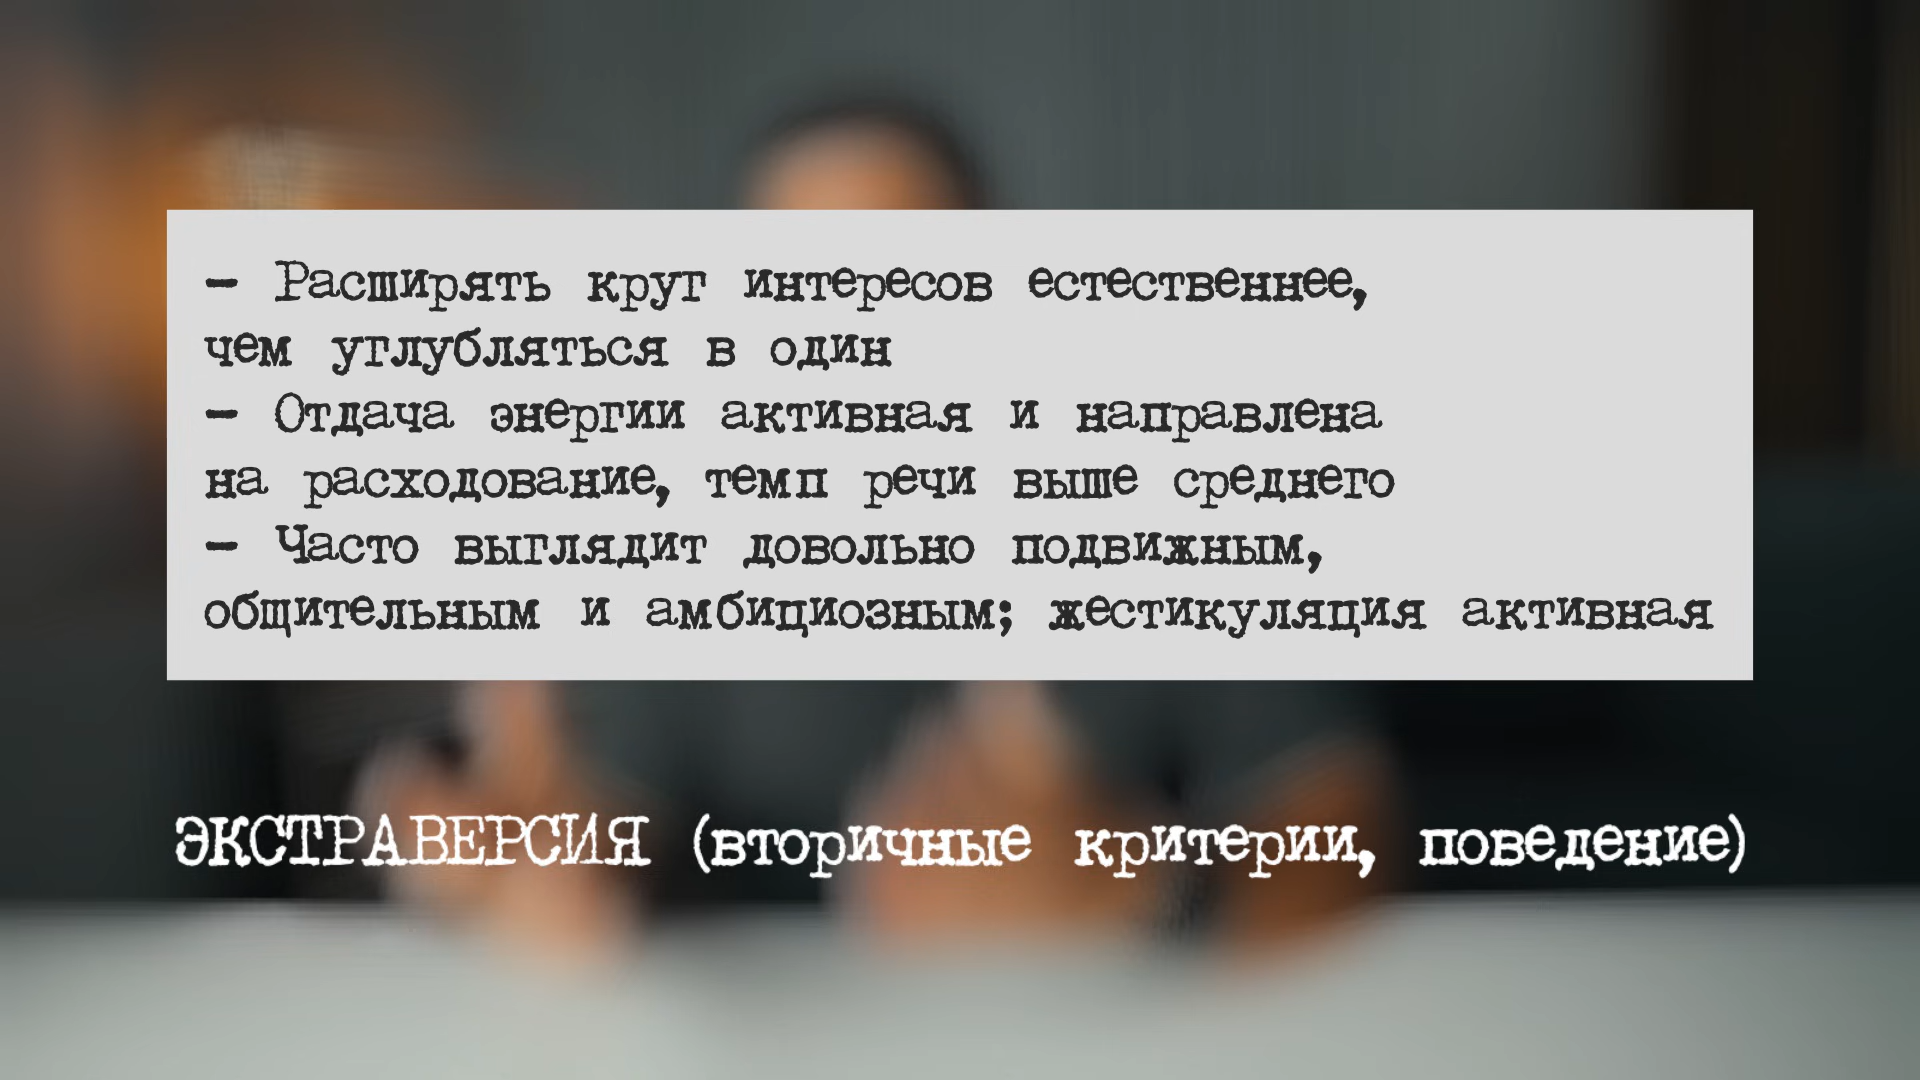 – Расширять круг интересов естественнее,
чем углубляться в один
– Отдача энергии активная и направлена
на расходование, темп речи выше среднего
– Часто выглядит довольно подвижным,
общительным и амбициозным; жестикуляция активная
ЭКСТРАВЕРСИЯ (вторичные критерии, поведение)